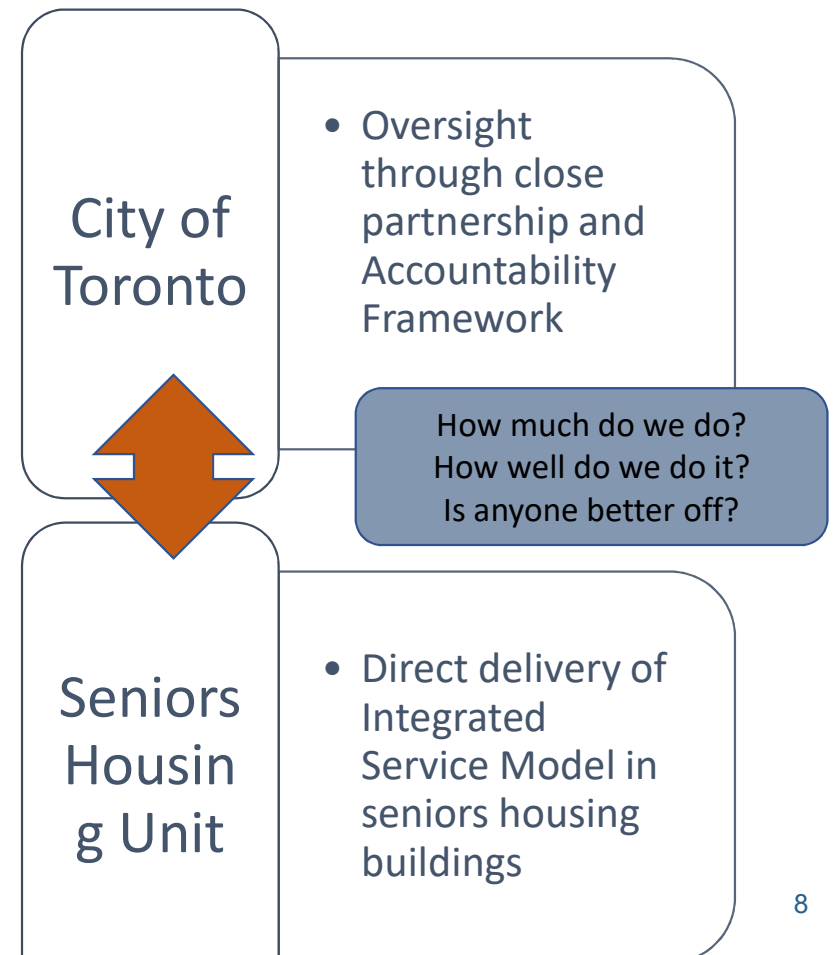 City of
Toronto
• Oversight
through close
partnership and
Accountability
Framework
How much do we do?
How well do we do it?
Is anyone better off?
Seniors
Housin
g Unit
• Direct delivery of
Integrated
Service Model in
seniors housing
buildings
8